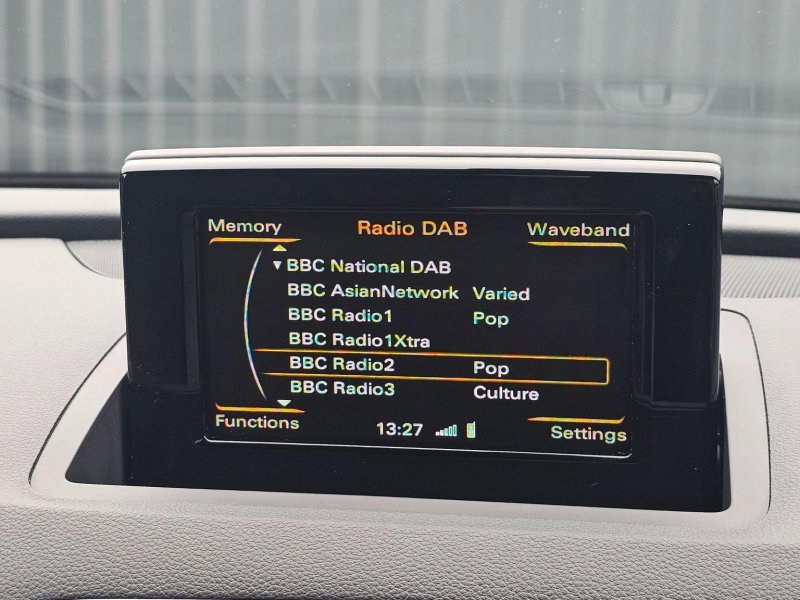 Memory Radio DAB Waveband
BBC National DAB
BBC AsianNetwork Varied
BBC Radio1 Pop
BBC Radio1Xtra
BBC Radio2 Pop
BBC Radio3 Culture
Functions 13:27 Settings